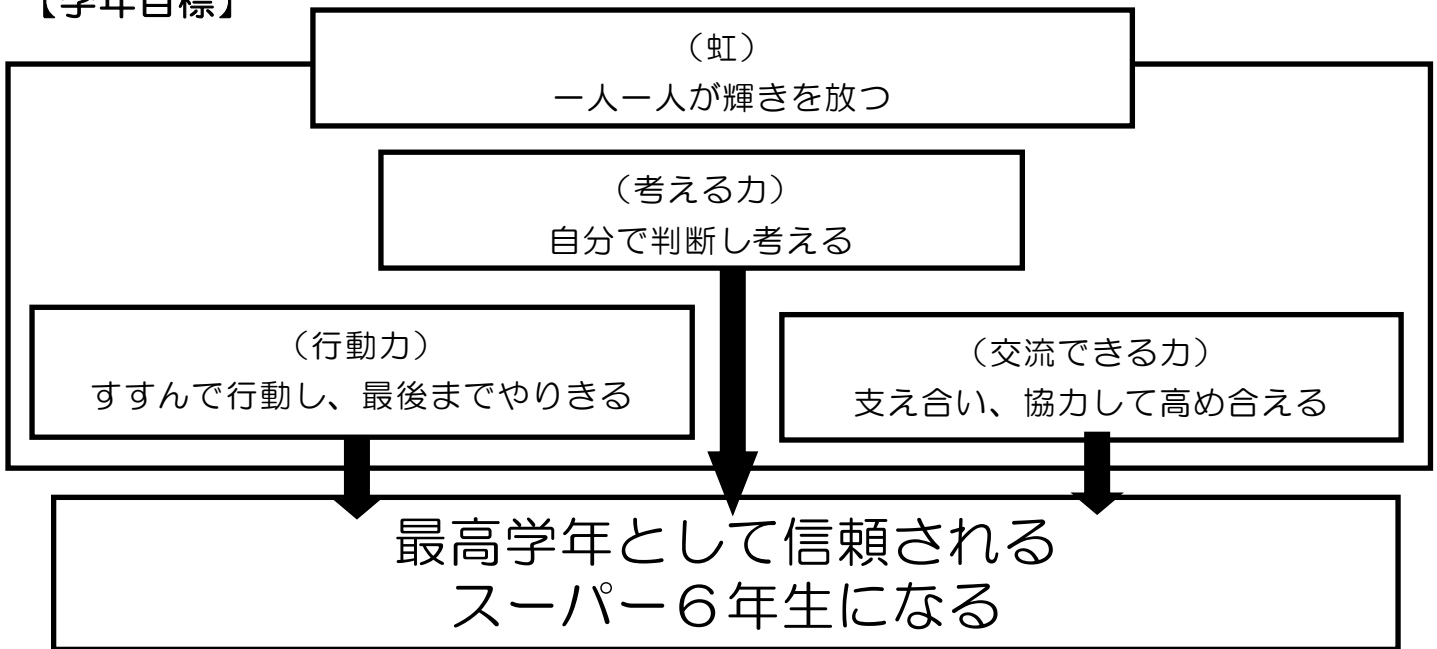 【学年目標】
（虹）
一人一人が輝きを放つ
（考える力）
自分で判断し考える
（行動力）
すすんで行動し、最後までやりきる
（交流できる力）
支え合い、協力して高め合える
最高学年として信頼される
スーパー６年生になる